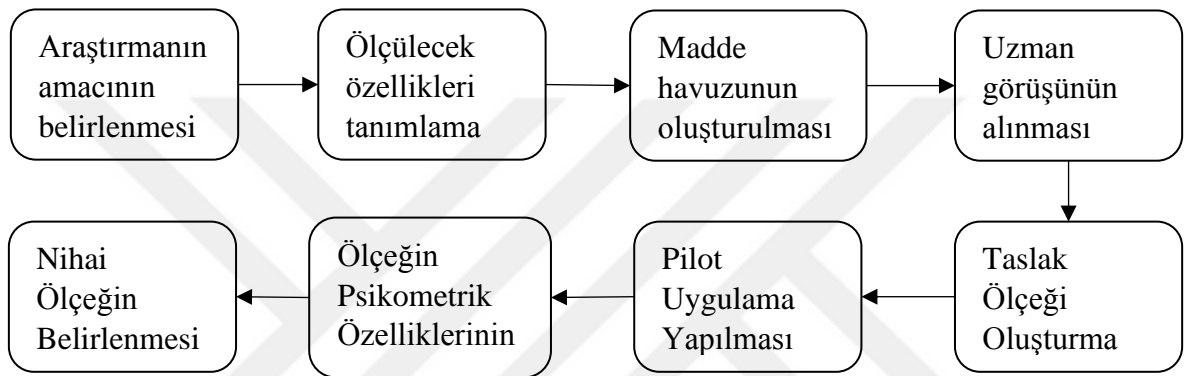 Araştırmanın
amacının
belirlenmesi
Ölçülecek
özellikleri
tanımlama
Madde
havuzunun
oluşturulması
Uzman
görüşünün
alınması
Taslak
Ölçeği
Oluşturma
Pilot
Uygulama
Yapılması
Ölçeğin
Psikometrik
Özelliklerinin
Nihai
Ölçeğin
Belirlenmesi